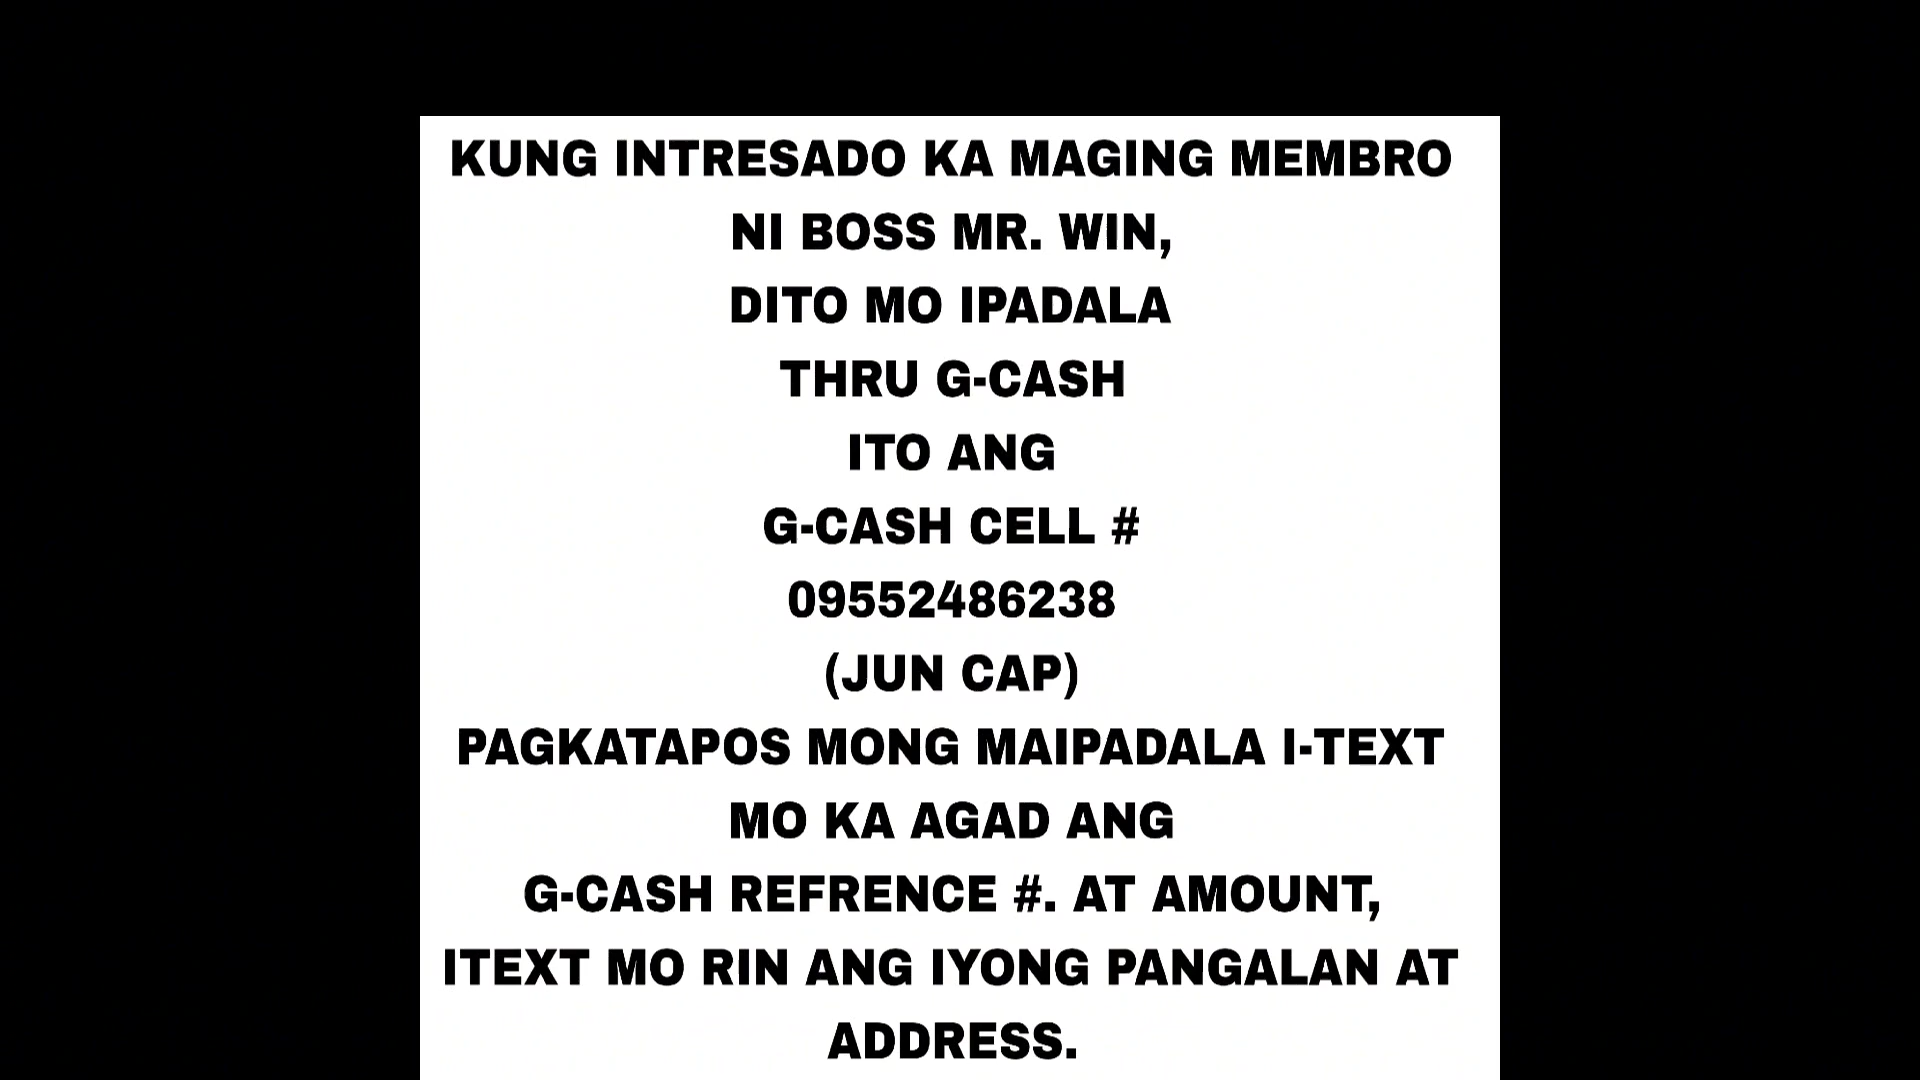 KUNG INTRESADO KA MAGING MEMBRO
NI BOSS MR. WIN,
DITO MO IPADALA
THRU G-CASH
ITO ANG
G-CASH CELL #
09552486238
(JUN CAP)
PAGKATAPOS MONG MAIPADALA I-TEXT
MO KA AGAD ANG
G-CASH REFRENCE #. AT AMOUNT,
ITEXT MO RIN ANG IYONG PANGALAN AT
ADDRESS.